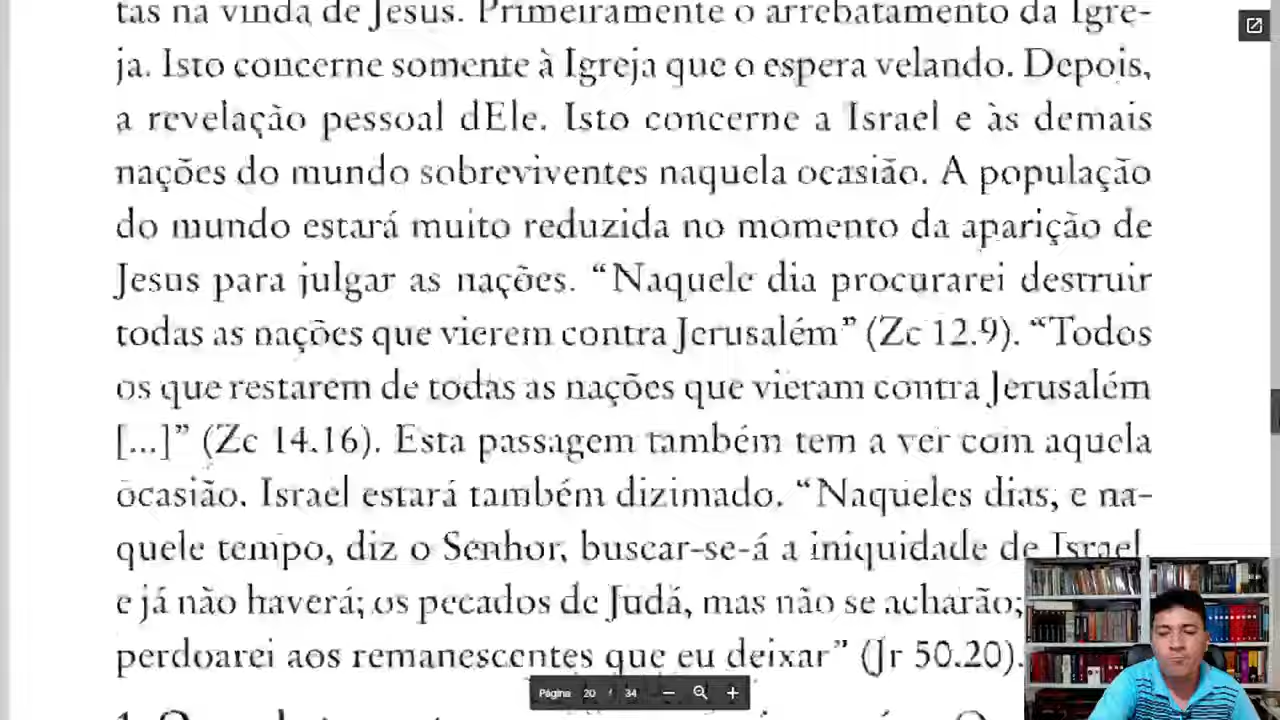 tas na vinda de Jesus. Primeiramente o arrebatamento da Igre-
ja. Isto concerne somente à Igreja que o espera velando. Depois,
a revelação pessoal dEle. Isto concerne a Israel e às demais
nações do mundo sobreviventes naquela ocasião. A população
do mundo estará muito reduzida no momento da aparição de
Jesus para julgar as nações. “Naquele dia procurarei destruir
todas as nações que vierem contra Jerusalém” (Zc 12.9). “Todos
os que restarem de todas as nações que vieram contra Jerusalém
[...]” (Zc 14.16). Esta passagem também tem a ver com aquela
ocasião. Israel estará também dizimado. “Naqueles dias, e na-
quele tempo, diz o Senhor, buscar-se-á a iniquidade de Israel,
e já não haverá; os pecados de Judá, mas não se acharão;
perdoarei aos remanescentes que eu deixar” (Jr 50.20).
Página 20 / 34